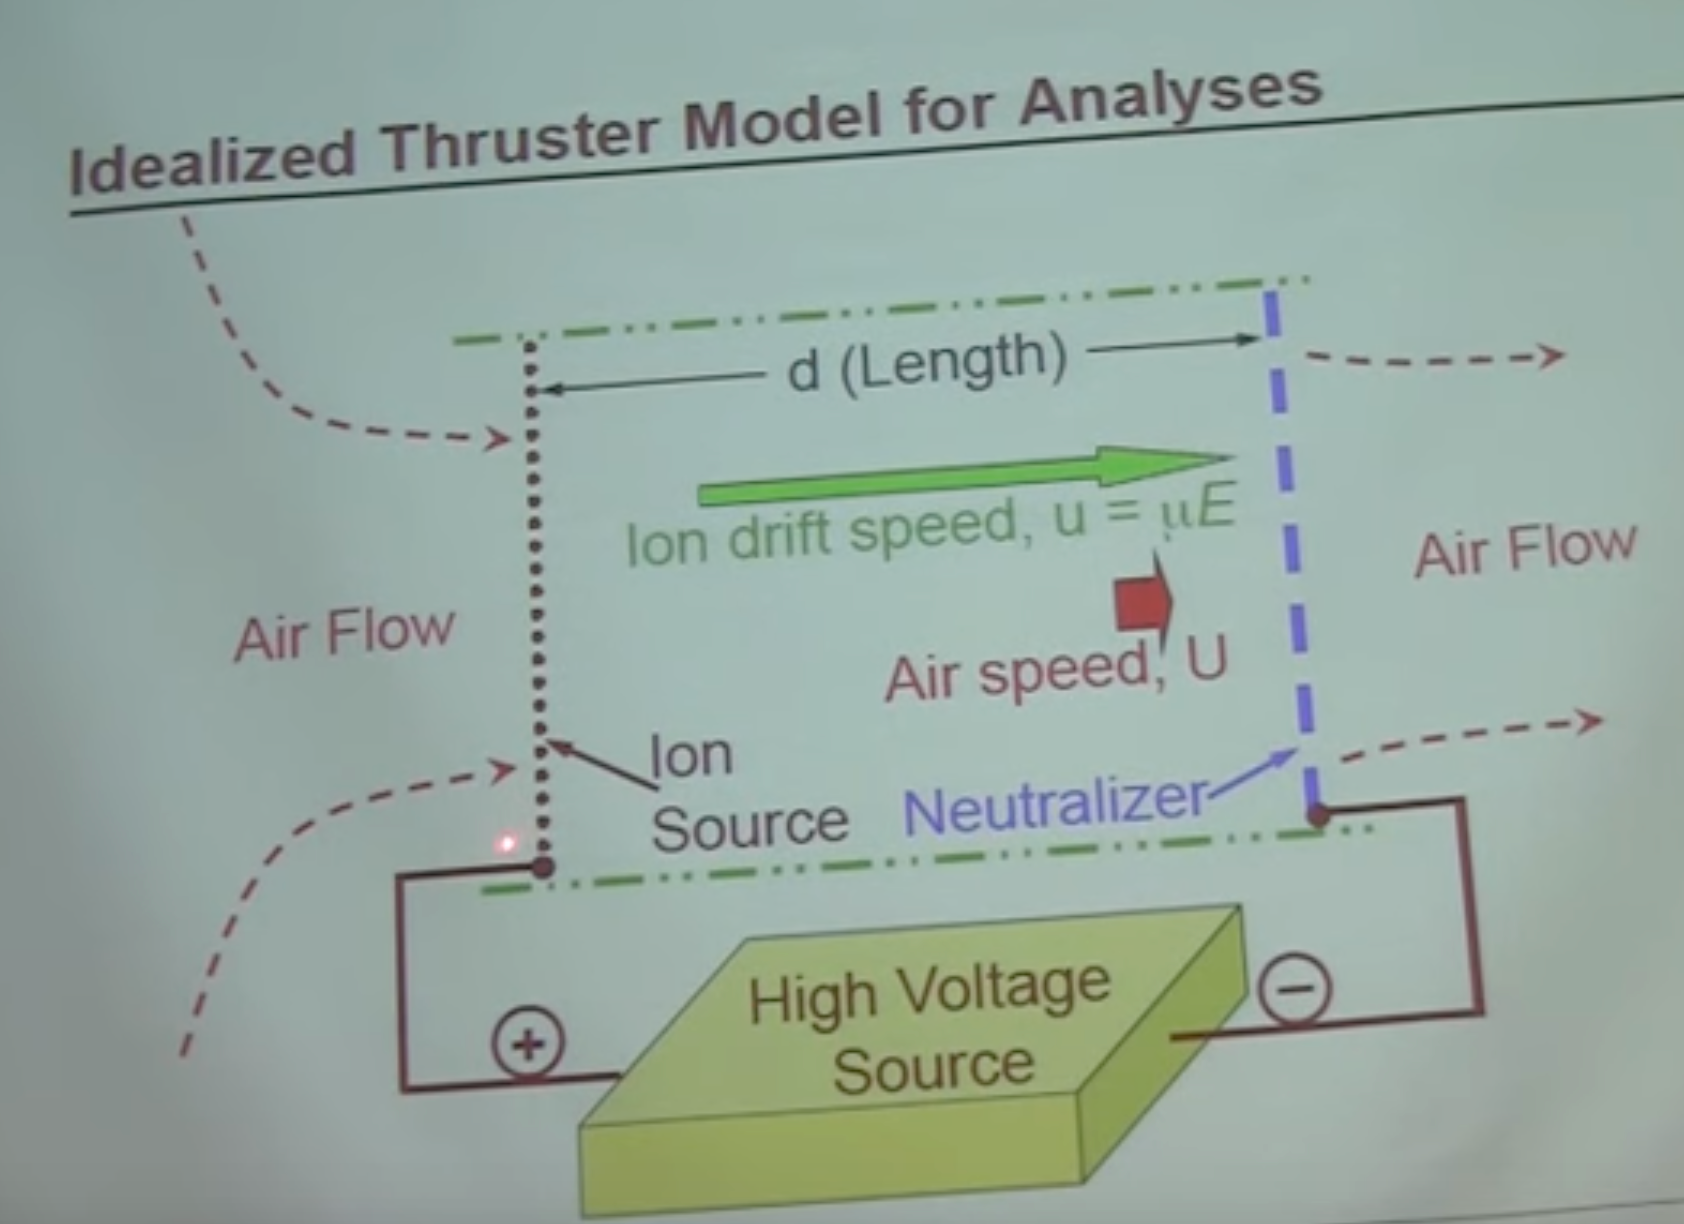 Idealized Thruster Model for Analyses
d (Length)
Ion drift speed, u = μE
Air Flow
Air Flow
Air speed, U
Ion
Source
Neutralizer
High Voltage
Source
+
−